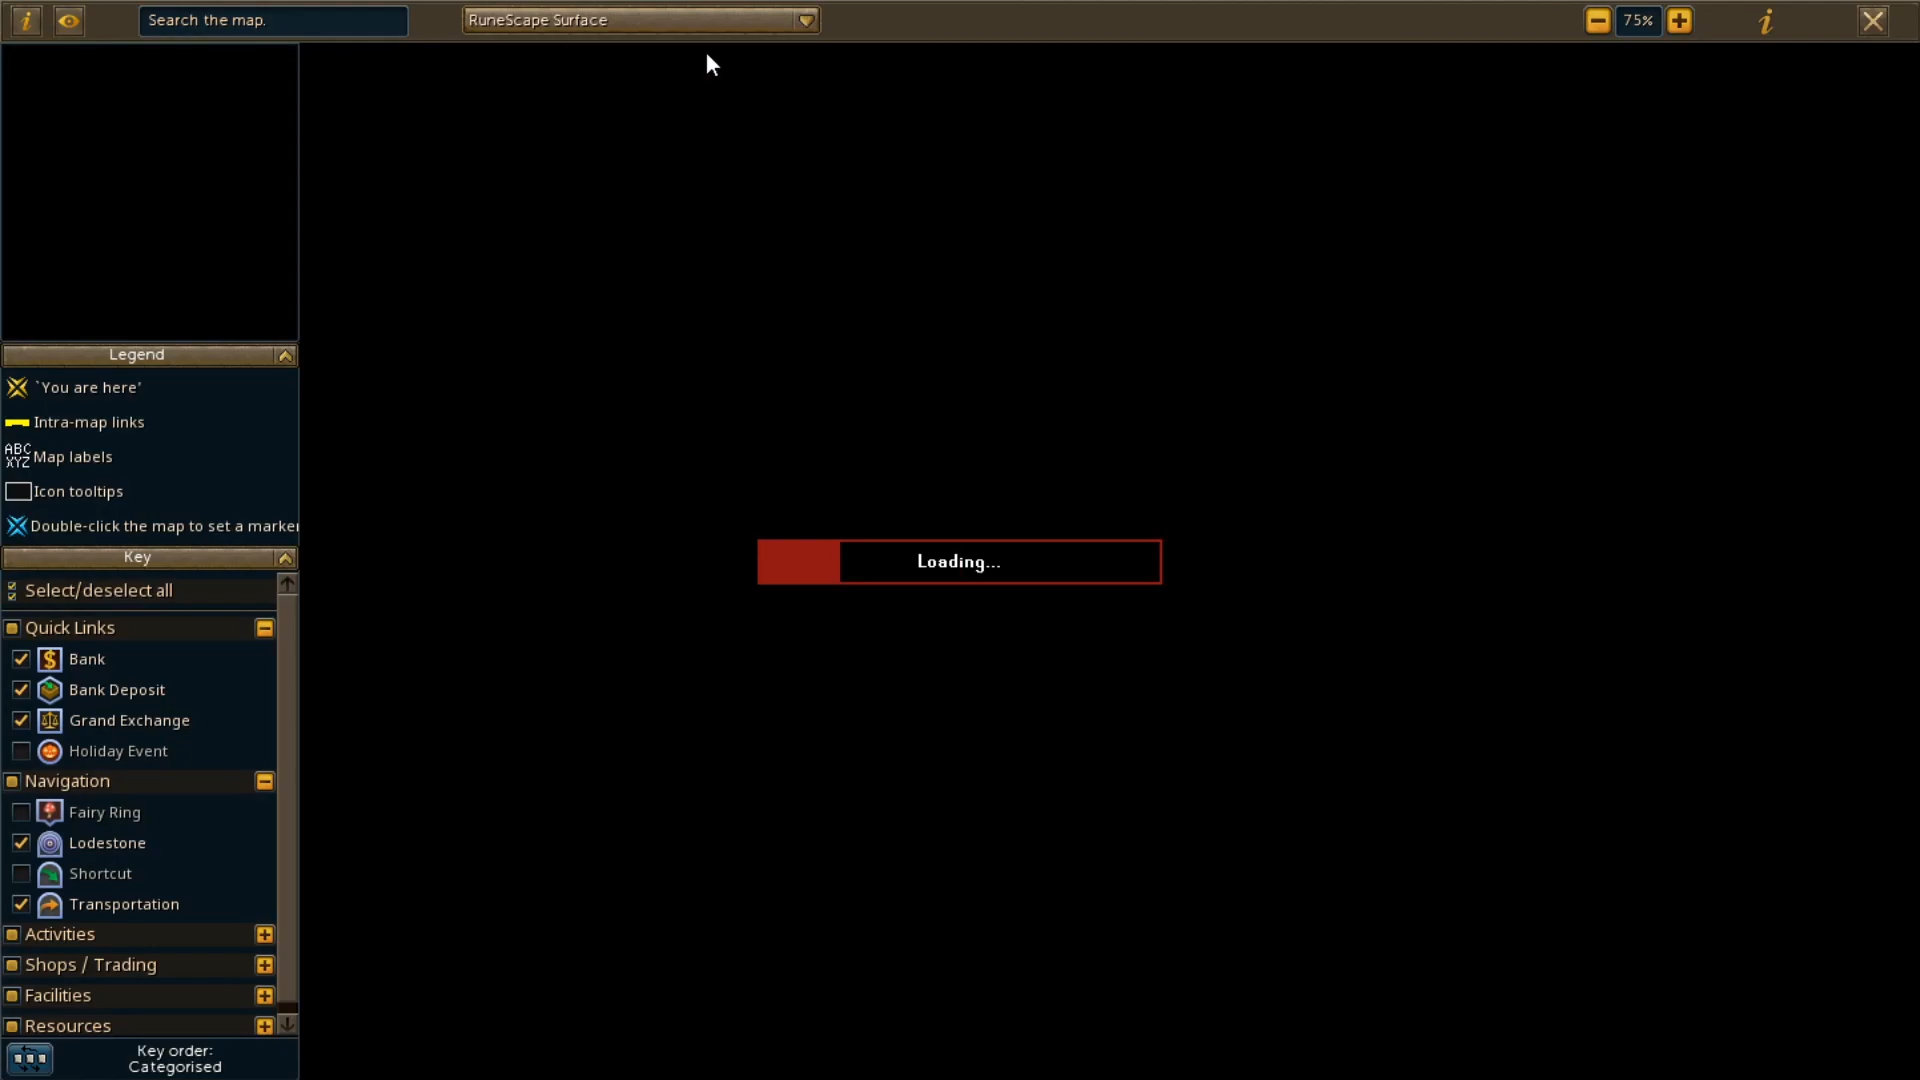 Search the map.
RuneScape Surface
75%
Legend
`You are here'
Intra-map links
ABC
XYZ
Map labels
Icon tooltips
Double-click the map to set a marker
Key
Select/deselect all
Quick Links
Bank
Bank Deposit
Grand Exchange
Holiday Event
Navigation
Fairy Ring
Lodestone
Shortcut
Transportation
Activities
Shops / Trading
Facilities
Resources
Key order:
Categorised
Loading...